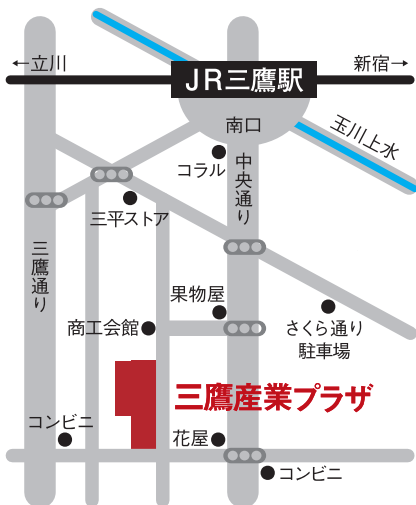 ←立川
新宿→
JR三鷹駅
南口
玉川上水
コラル
中央通り
三平ストア
三鷹通り
果物屋
商工会館
さくら通り
駐車場
三鷹産業プラザ
コンビニ
花屋
コンビニ